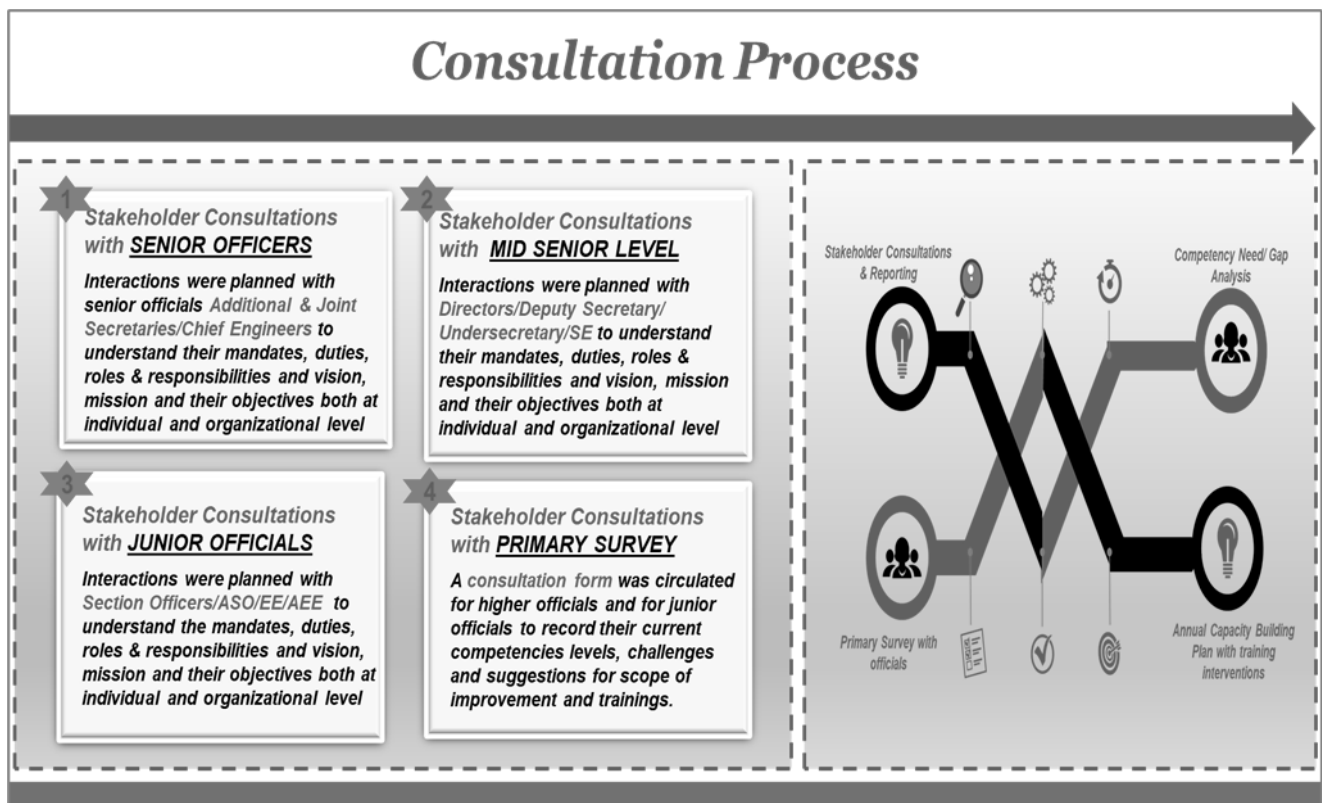 Consultation Process
1
Stakeholder Consultations
with SENIOR OFFICERS
Interactions were planned with
senior officials Additional & Joint
Secretaries/Chief Engineers to
understand their mandates, duties,
roles & responsibilities and vision,
mission and their objectives both at
individual and organizational level
2
Stakeholder Consultations
with MID SENIOR LEVEL
Interactions were planned with
Directors/Deputy Secretary/
Undersecretary/SE to understand
their mandates, duties, roles &
responsibilities and vision, mission
and their objectives both at
individual and organizational level
3
Stakeholder Consultations
with JUNIOR OFFICIALS
Interactions were planned with
Section Officers/ASO/EE/AEE to
understand the mandates, duties,
roles & responsibilities and vision,
mission and their objectives both at
individual and organizational level
4
Stakeholder Consultations
with PRIMARY SURVEY
A consultation form was circulated
for higher officials and for junior
officials to record their current
competencies levels, challenges
and suggestions for scope of
improvement and trainings.
Stakeholder Consultations
& Reporting
Competency Need/ Gap
Analysis
Primary Survey with
officials
Annual Capacity Building
Plan with training
interventions